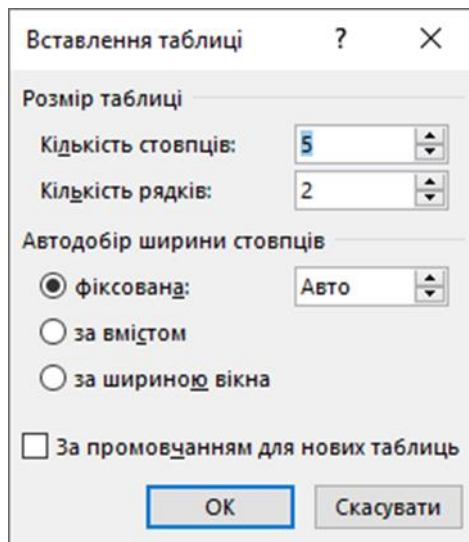 Вставлення таблиці ? ×
Розмір таблиці
Кількість стовпців: 5
Кількість рядків: 2
Автодобір ширини стовпців
фіксована: Авто
за вмістом
за шириною вікна
За промовчанням для нових таблиць
ОК Скасувати